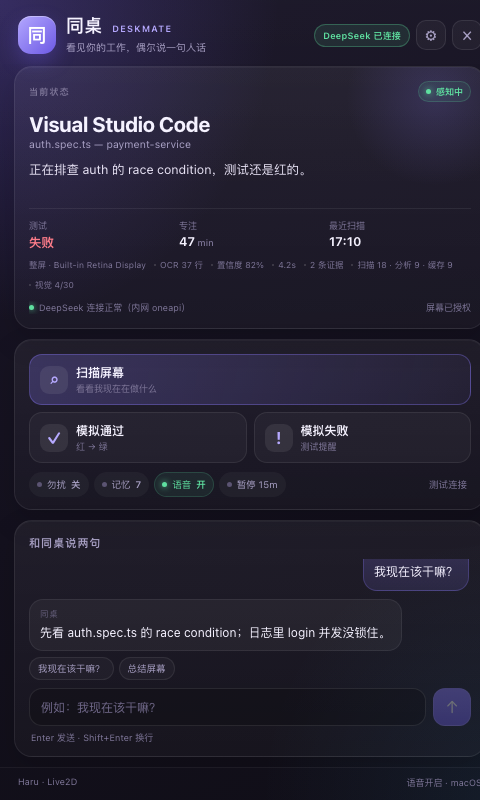 同 同桌 DESKMATE
看见你的工作，偶尔说一句人话
DeepSeek 已连接
当前状态
感知中
Visual Studio Code
auth.spec.ts — payment-service
正在排查 auth 的 race condition，测试还是红的。
测试 专注 最近扫描
失败 47 min 17:10
整屏 · Built-in Retina Display · OCR 37 行 · 置信度 82% · 4.2s · 2 条证据 · 扫描 18 · 分析 9 · 缓存 9
· 视觉 4/30
DeepSeek 连接正常（内网 oneapi） 屏幕已授权
扫描屏幕
看看我现在在做什么
模拟通过
红 → 绿
模拟失败
测试提醒
勿扰 关 记忆 7 语音 开 暂停 15m 测试连接
和同桌说两句
我现在该干嘛？
同桌
先看 auth.spec.ts 的 race condition；日志里 login 并发没锁住。
我现在该干嘛？ 总结屏幕
例如：我现在该干嘛？
Enter 发送 · Shift+Enter 换行
Haru · Live2D 语音开启 · macOS